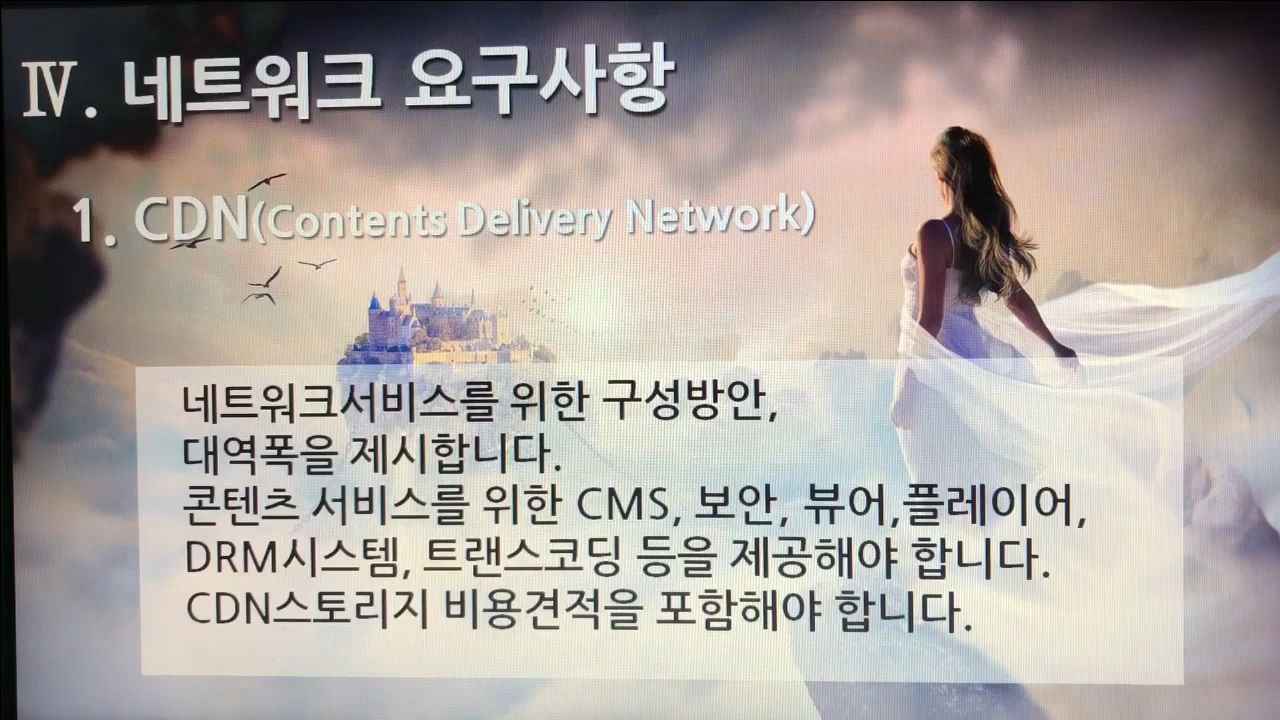 Ⅳ. 네트워크 요구사항
1. CDN(Contents Delivery Network)
네트워크서비스를 위한 구성방안,
대역폭을 제시합니다.
콘텐츠 서비스를 위한 CMS, 보안, 뷰어,플레이어,
DRM시스템, 트랜스코딩 등을 제공해야 합니다.
CDN스토리지 비용견적을 포함해야 합니다.